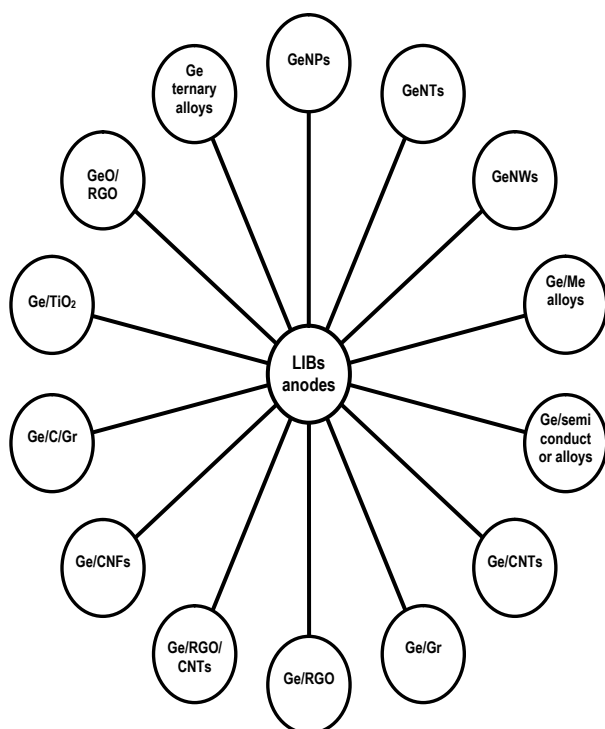 GeNPs
GeNTs
GeNWs
Ge/Me
alloys
Ge/semi
conduct
or alloys
Ge/CNTs
Ge/Gr
Ge/RGO
Ge/RGO/
CNTs
Ge/CNFs
Ge/C/Gr
Ge/TiO₂
GeO/
RGO
Ge
ternary
alloys
LIBs
anodes